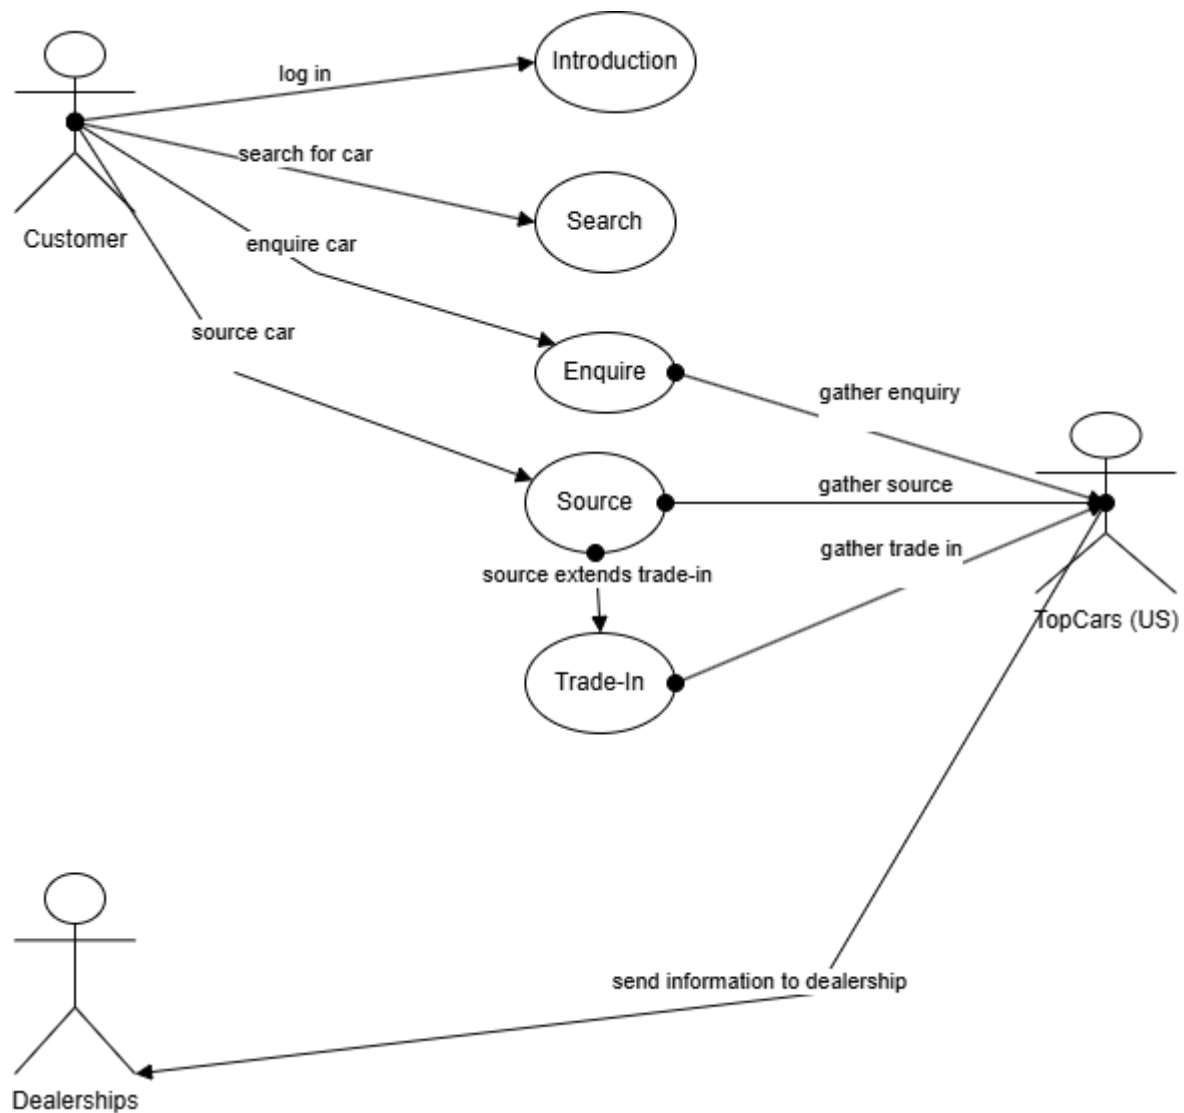 Introduction
log in
search for car
Search
Customer
enquire car
source car
Enquire
gather enquiry
gather source
Source
gather trade in
source extends trade-in
TopCars (US)
Trade-In
send information to dealership
Dealerships